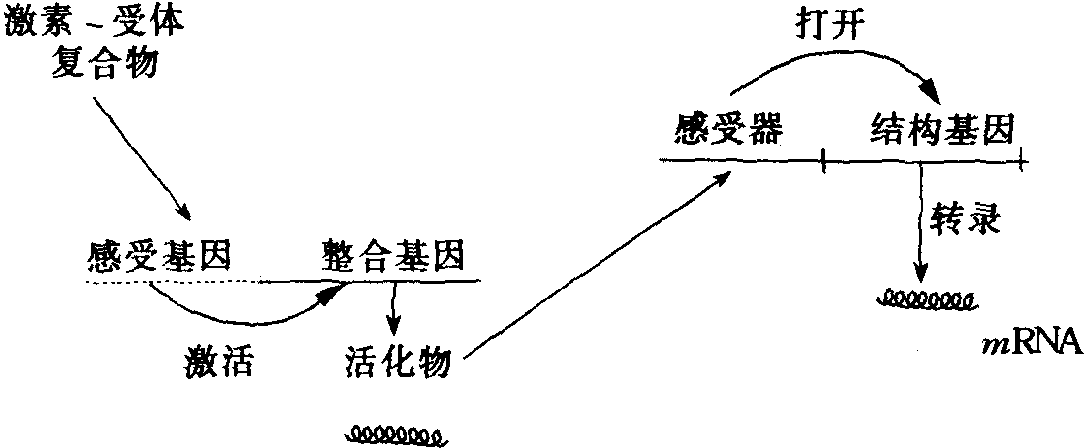 激素~受体
复合物
打开
感受器
结构基因
转录
感受基因
整合基因
激活
活化物
mRNA